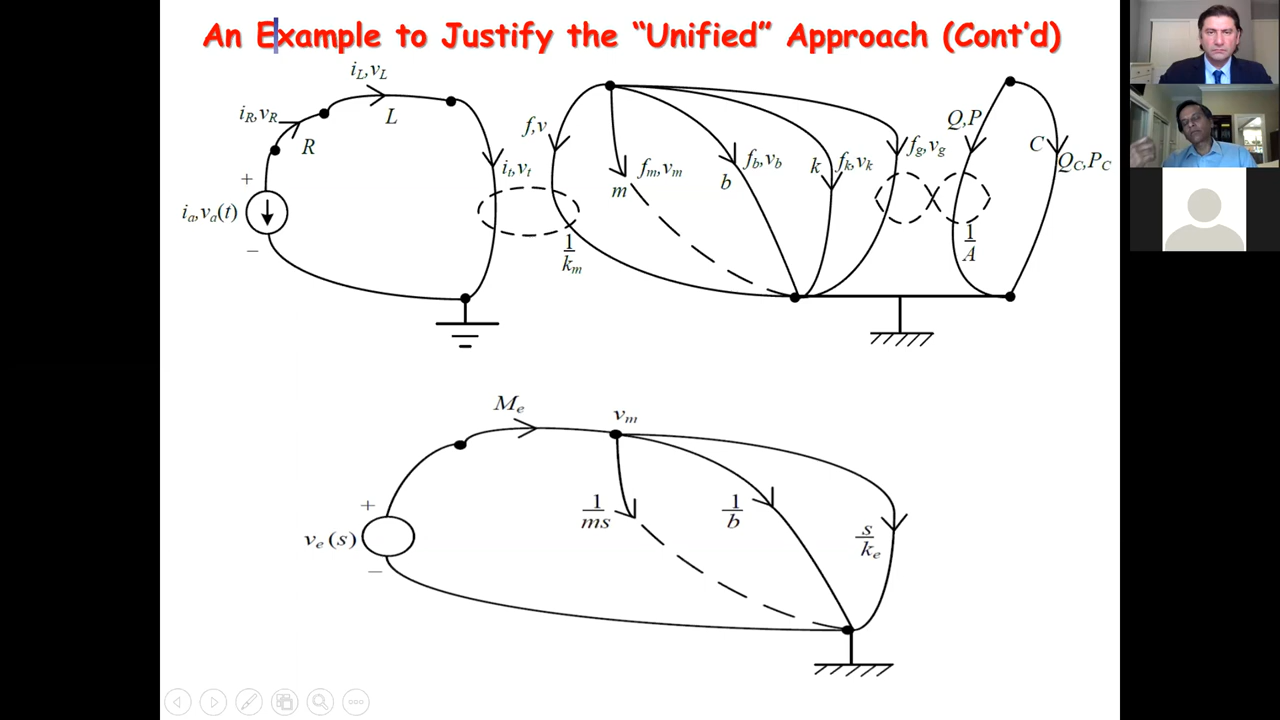 An Example to Justify the “Unified” Approach (Cont’d)
i_L,v_L
L
i_R,v_R
R
+
i_a,v_a(t)
−
i_t,v_t
f,v
1/k_m
f_m,v_m
m
f_b,v_b
b
k
f_k,v_k
f_g,v_g
Q,P
1/A
C
Q_C,P_C
M_e
v_m
+
v_e(s)
−
1/ms
1/b
s/k_e